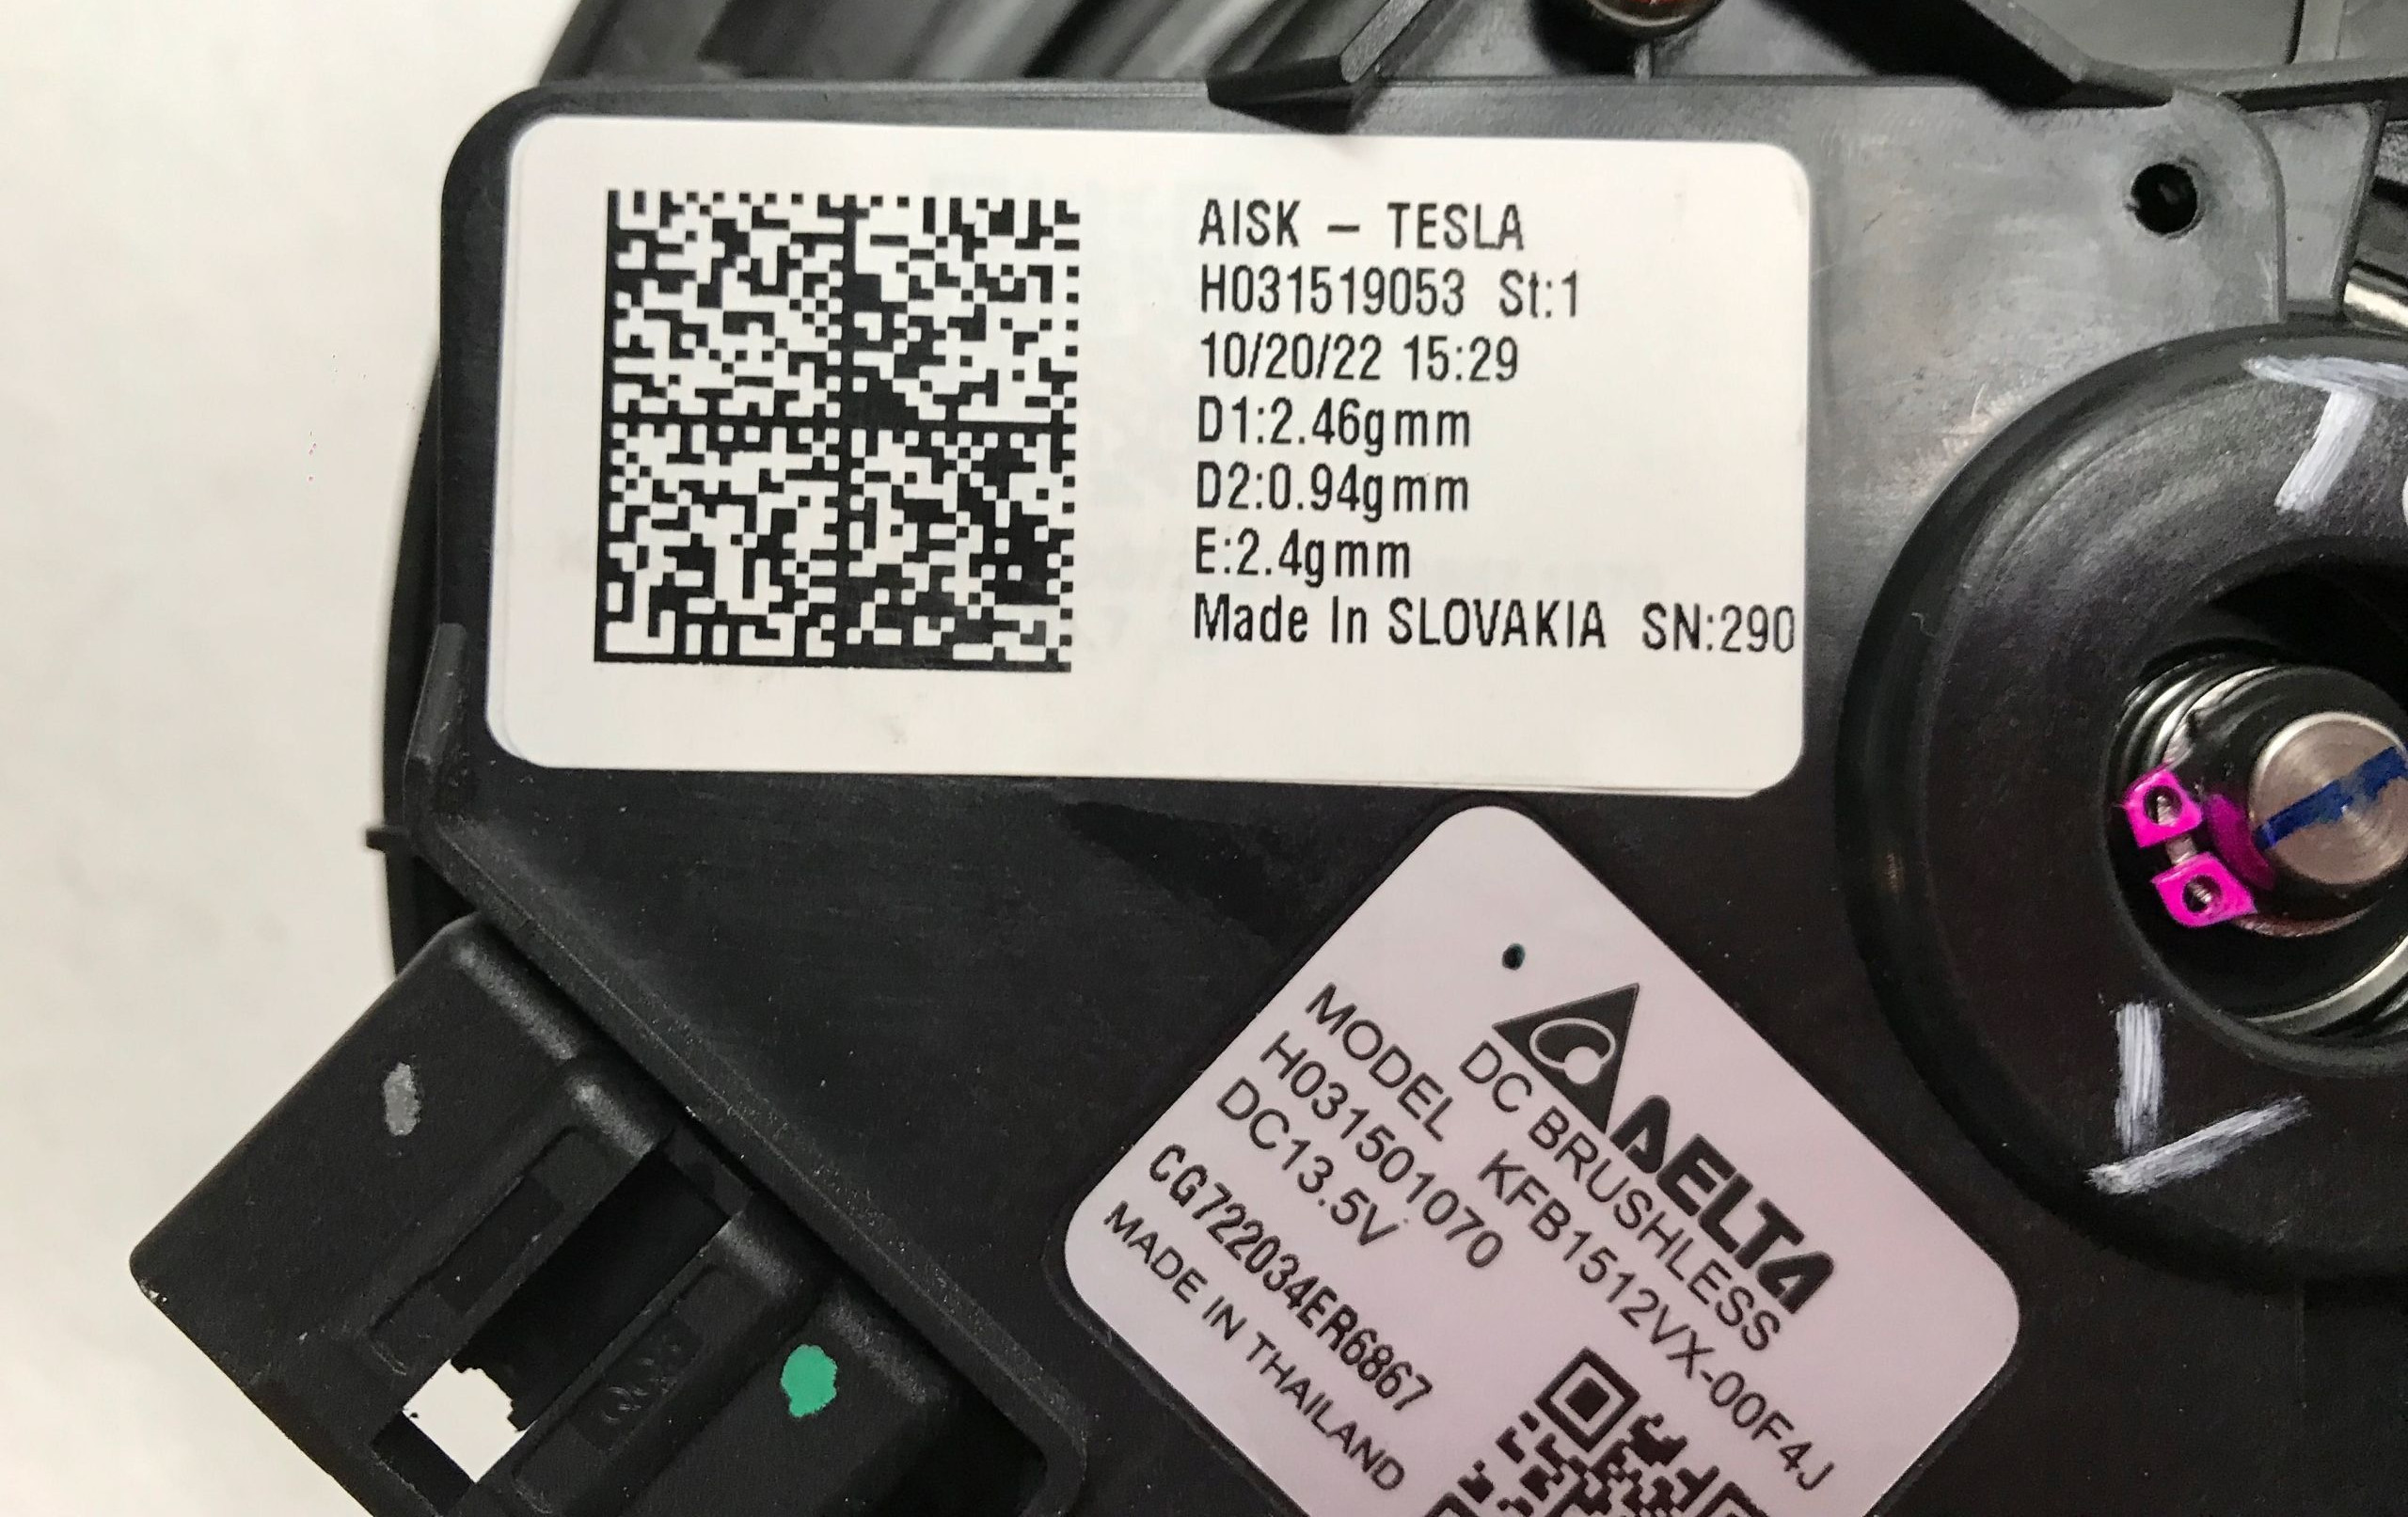 AISK – TESLA
H031519053 St:1
10/20/22 15:29
D1:2.46gmm
D2:0.94gmm
E:2.4gmm
Made In SLOVAKIA SN:290
DELTA
DC BRUSHLESS
MODEL KFB1512VX-00F4J
H031501070
DC13.5V
CG722034ER6867
MADE IN THAILAND